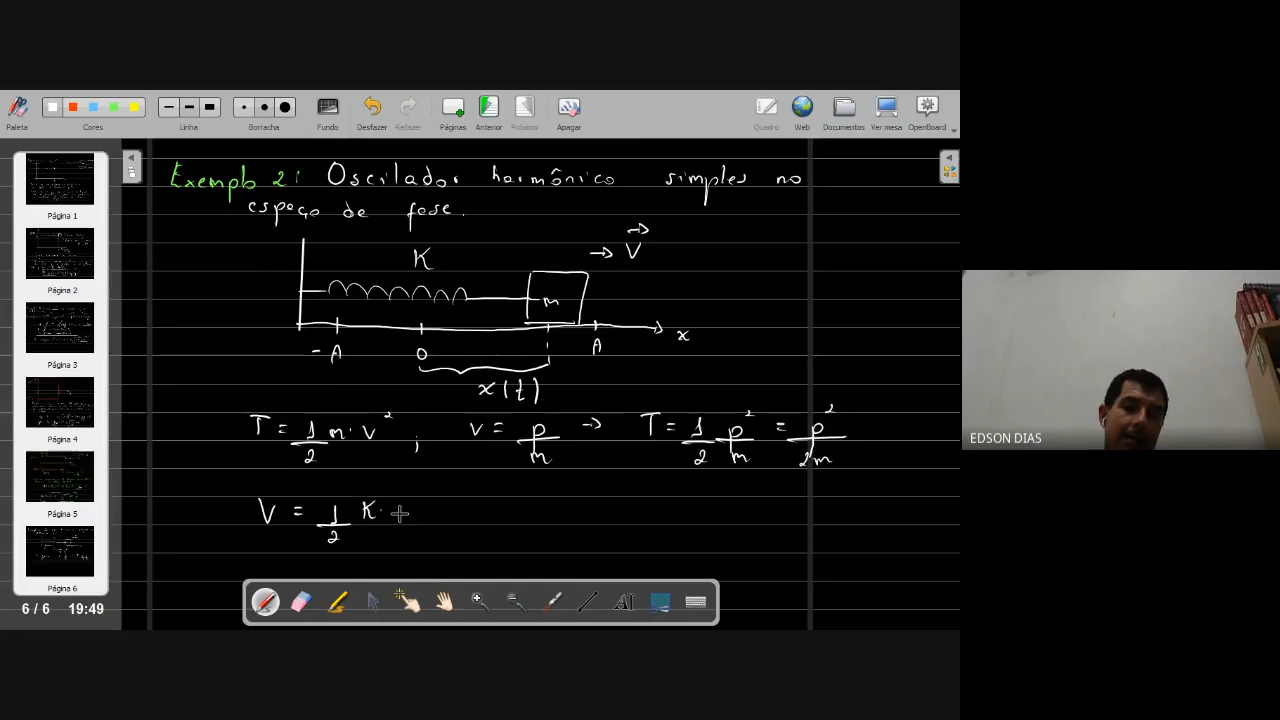 Paleta Cores Linha Borracha Fundo Desfazer Refazer Páginas Anterior Próximo Apagar Quadro Web Documentos Ver mesa OpenBoard
Página 1
Página 2
Página 3
Página 4
Página 5
Página 6
6 / 6 19:49
Exemplo 2: Oscilador harmônico simples no
espaço de fase.
K → V⃗
m
-A 0 A x
x(t)
T = 1/2 m·v² ; v = p/m → T = 1/2 p²/m = p²/2m
V = 1/2 K·
AI
EDSON DIAS